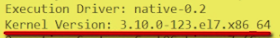 Execution Driver: native-0.2
Kernel Version: 3.10.0-123.el7.x86_64